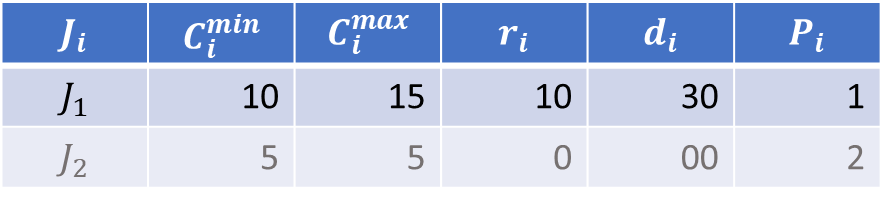 J_i C_i^min C_i^max r_i d_i P_i
J_1 10 15 10 30 1
J_2 5 5 0 00 2